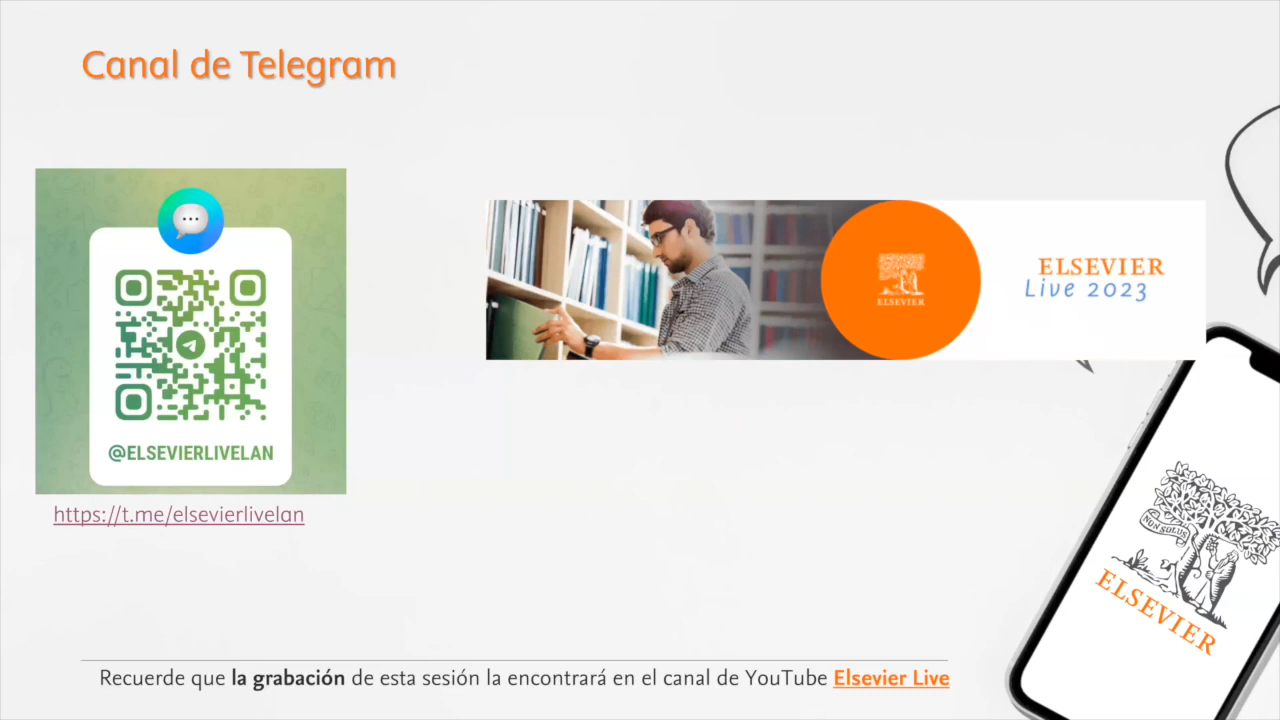 Canal de Telegram
ELSEVIER
ELSEVIER
Live 2023
@ELSEVIERLIVELAN
https://t.me/elsevierlivelan
NON SOLUS
ELSEVIER
Recuerde que la grabación de esta sesión la encontrará en el canal de YouTube Elsevier Live